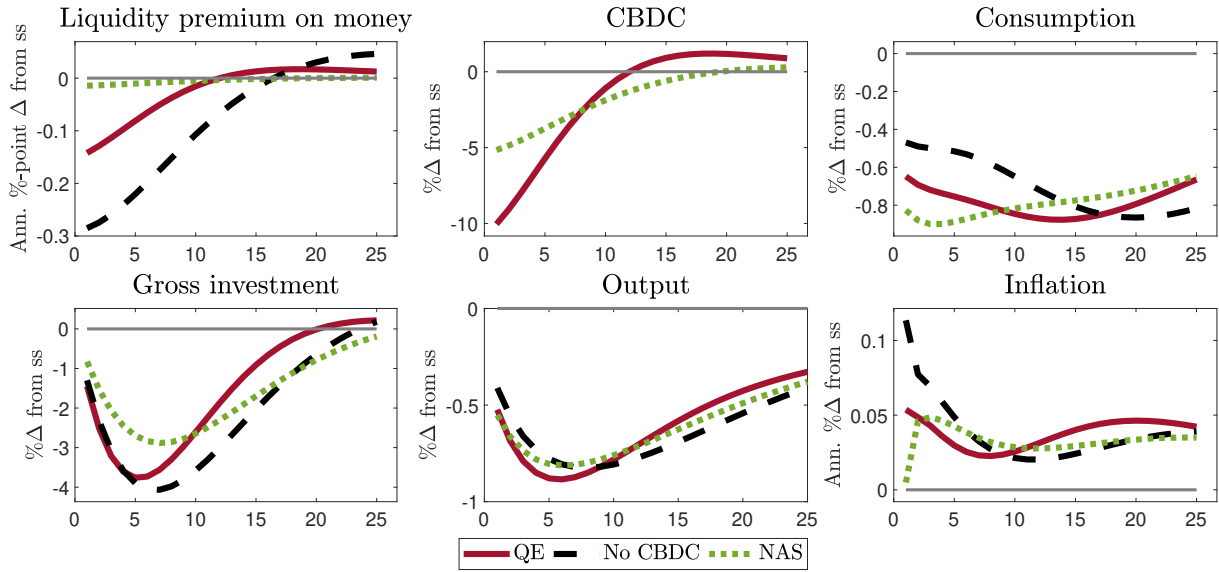 Liquidity premium on money
CBDC
Consumption
Ann. %-point Δ from ss
0
-0.1
-0.2
-0.3
0 5 10 15 20 25
%Δ from ss
0
-5
-10
0 5 10 15 20 25
%Δ from ss
0
-0.2
-0.4
-0.6
-0.8
0 5 10 15 20 25
Gross investment
Output
Inflation
%Δ from ss
0
-1
-2
-3
-4
0 5 10 15 20 25
%Δ from ss
0
-0.5
-1
0 5 10 15 20 25
Ann. %Δ from ss
0.1
0.05
0
0 5 10 15 20 25
QE No CBDC NAS